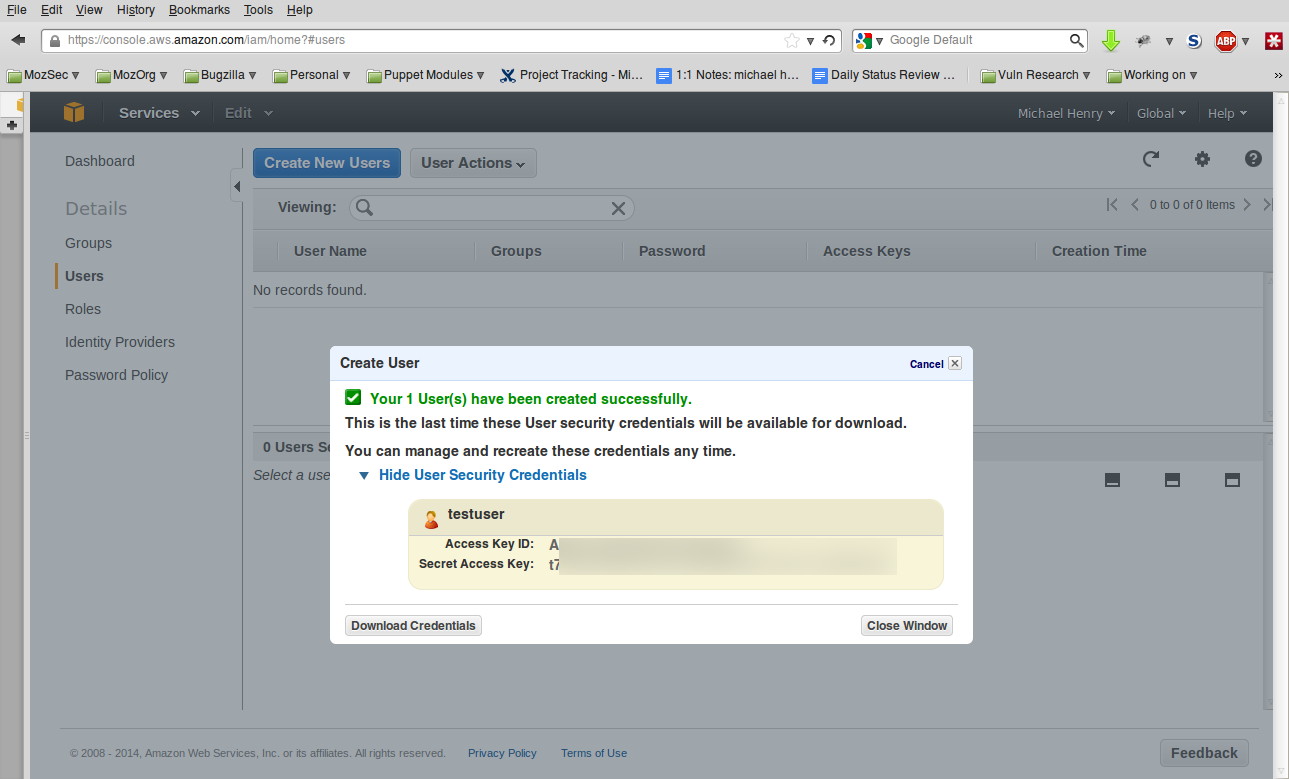 File Edit View History Bookmarks Tools Help
https://console.aws.amazon.com/iam/home?#users
Google Default
S ABP
MozSec MozOrg Bugzilla Personal Puppet Modules Project Tracking - Mi... 1:1 Notes: michael h... Daily Status Review ... Vuln Research Working on »
Services Edit Michael Henry Global Help
Dashboard
Create New Users User Actions
Details
Viewing: 0 to 0 of 0 Items
Groups
User Name Groups Password Access Keys Creation Time
Users
No records found.
Roles
Identity Providers
Password Policy
Create User Cancel
Your 1 User(s) have been created successfully.
This is the last time these User security credentials will be available for download.
You can manage and recreate these credentials any time.
0 Users Se
Select a use
Hide User Security Credentials
testuser
Access Key ID: A
Secret Access Key: t7
Download Credentials Close Window
© 2008 - 2014, Amazon Web Services, Inc. or its affiliates. All rights reserved. Privacy Policy Terms of Use Feedback